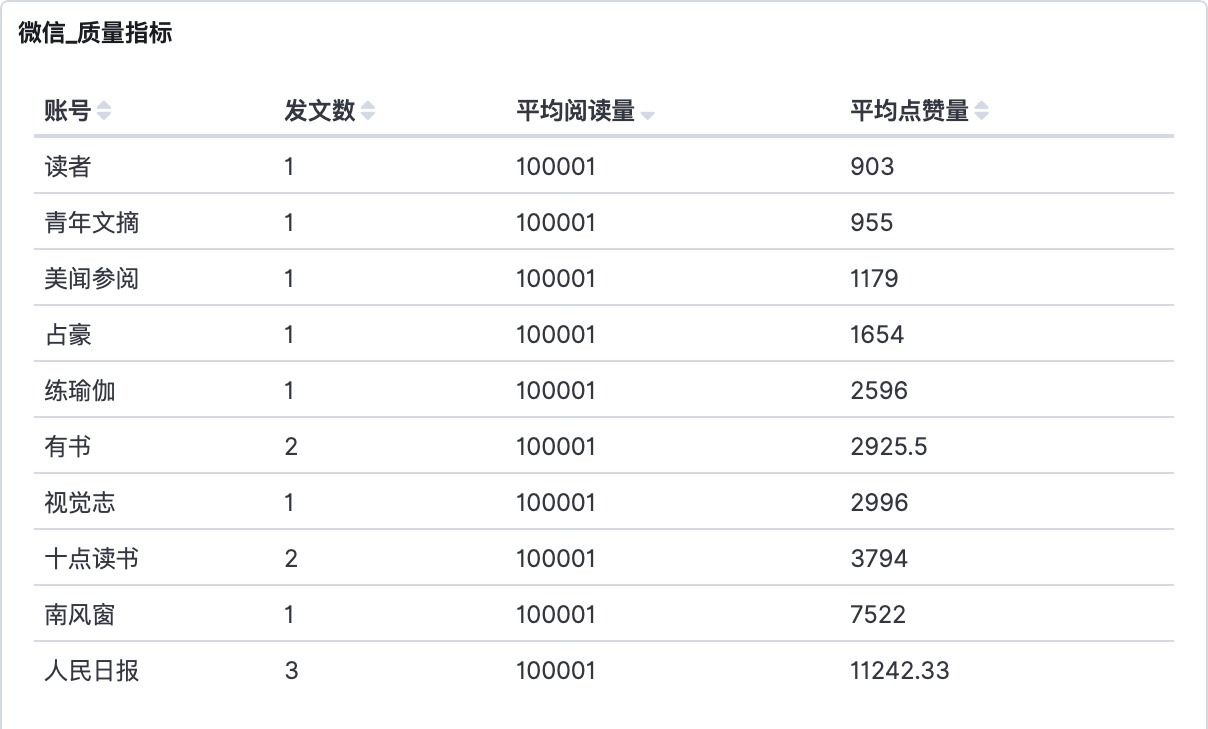 微信_质量指标
账号 发文数 平均阅读量 平均点赞量
读者 1 100001 903
青年文摘 1 100001 955
美闻参阅 1 100001 1179
占豪 1 100001 1654
练瑜伽 1 100001 2596
有书 2 100001 2925.5
视觉志 1 100001 2996
十点读书 2 100001 3794
南风窗 1 100001 7522
人民日报 3 100001 11242.33